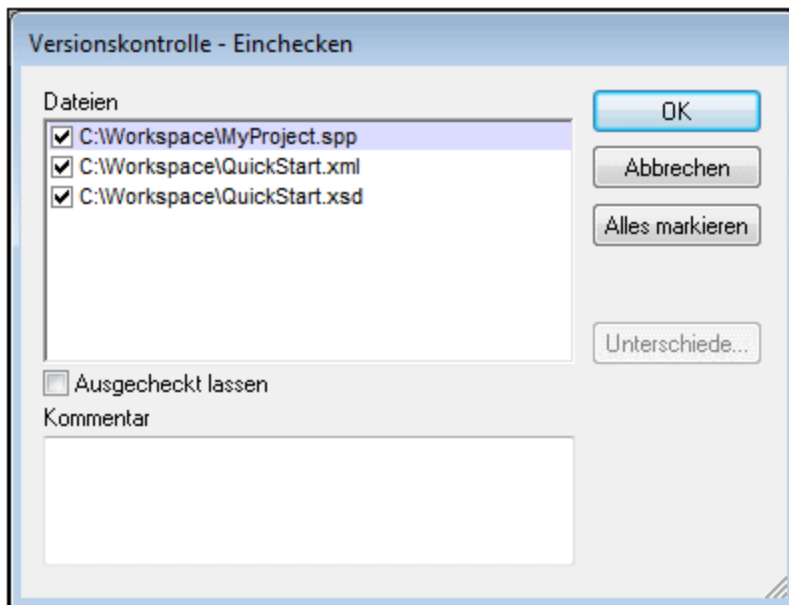 Versionskontrolle - Einchecken
Dateien
C:\Workspace\MyProject.spp
C:\Workspace\QuickStart.xml
C:\Workspace\QuickStart.xsd
OK
Abbrechen
Alles markieren
Unterschiede...
Ausgecheckt lassen
Kommentar